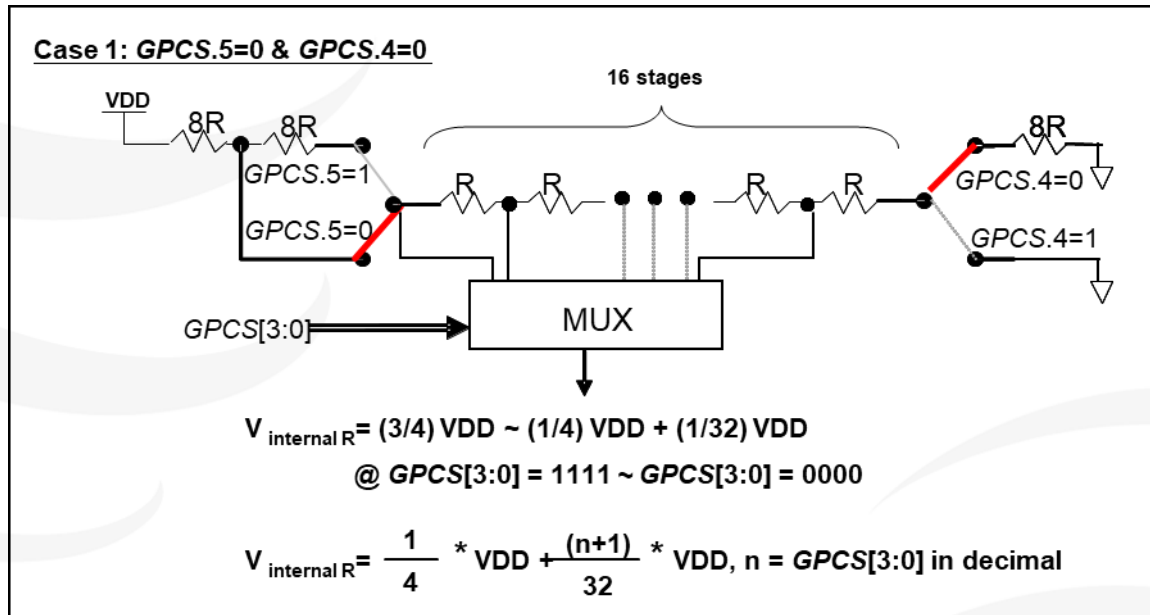 Case 1: GPCS.5=0 & GPCS.4=0
16 stages
VDD
8R
8R
8R
GPCS.5=1
R
R
R
R
GPCS.4=0
GPCS.5=0
GPCS.4=1
GPCS[3:0]
MUX
V internal R= (3/4) VDD ~ (1/4) VDD + (1/32) VDD
@ GPCS[3:0] = 1111 ~ GPCS[3:0] = 0000
V internal R= 1/4 * VDD + (n+1)/32 * VDD, n = GPCS[3:0] in decimal